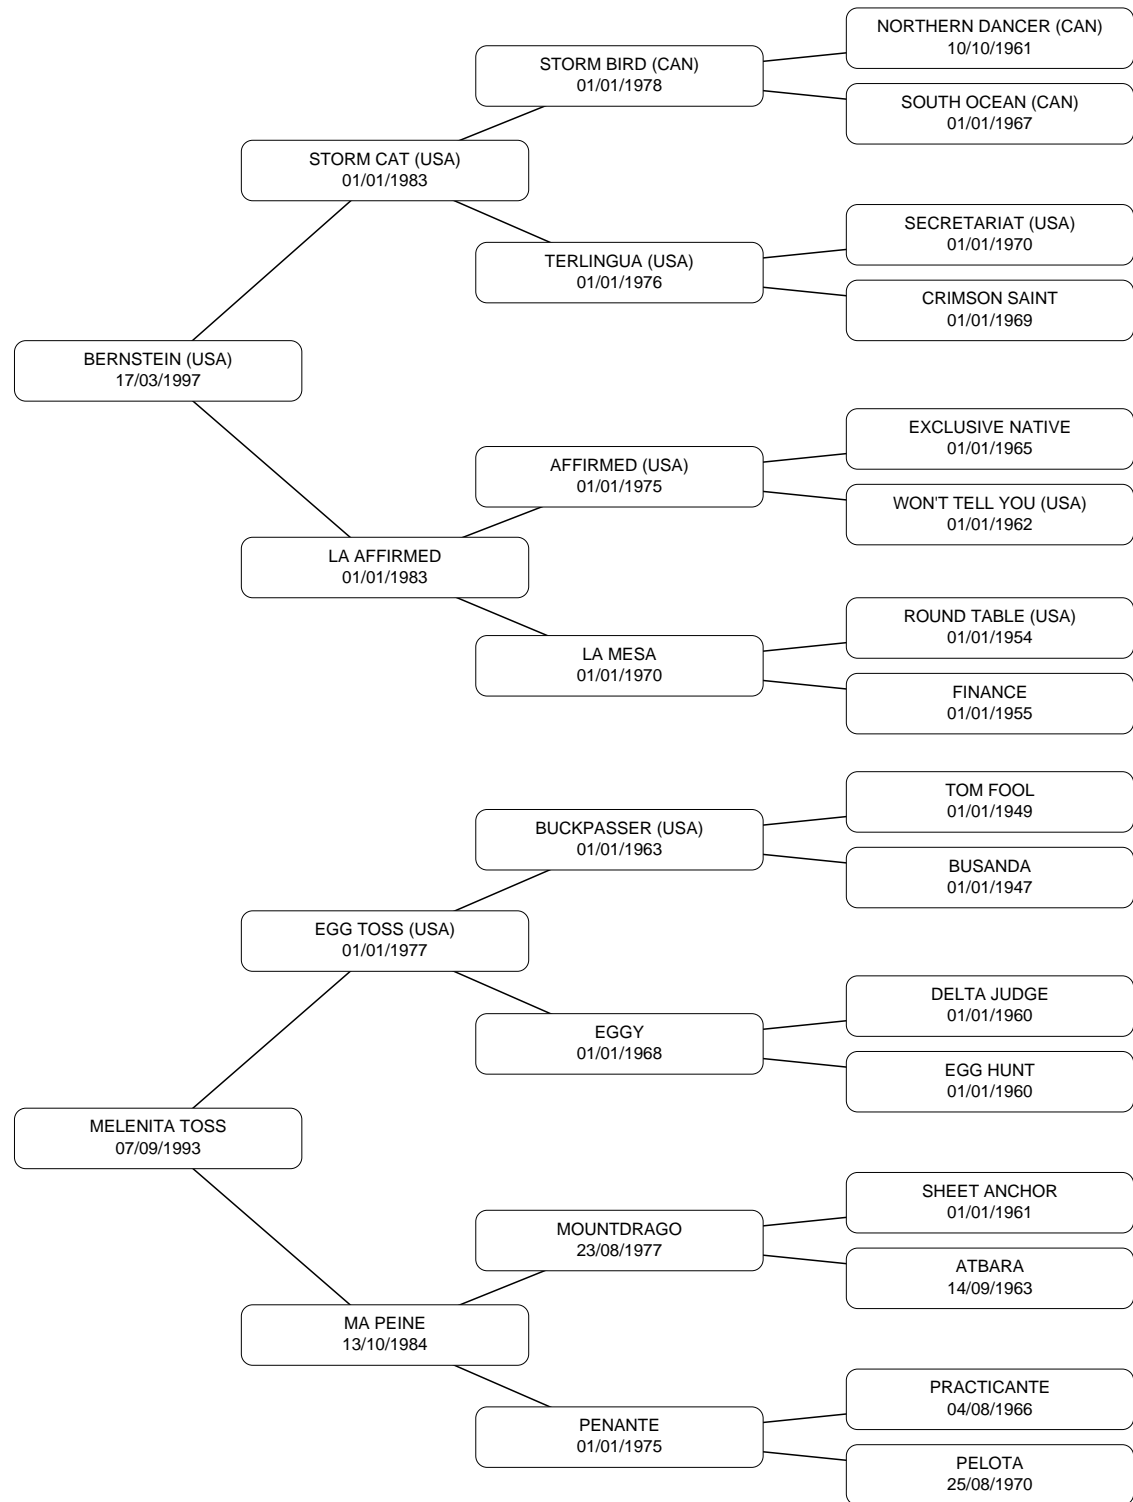 NORTHERN DANCER (CAN)
10/10/1961
STORM BIRD (CAN)
01/01/1978
SOUTH OCEAN (CAN)
01/01/1967
STORM CAT (USA)
01/01/1983
SECRETARIAT (USA)
01/01/1970
TERLINGUA (USA)
01/01/1976
CRIMSON SAINT
01/01/1969
BERNSTEIN (USA)
17/03/1997
EXCLUSIVE NATIVE
01/01/1965
AFFIRMED (USA)
01/01/1975
WON'T TELL YOU (USA)
01/01/1962
LA AFFIRMED
01/01/1983
ROUND TABLE (USA)
01/01/1954
LA MESA
01/01/1970
FINANCE
01/01/1955
TOM FOOL
01/01/1949
BUCKPASSER (USA)
01/01/1963
BUSANDA
01/01/1947
EGG TOSS (USA)
01/01/1977
DELTA JUDGE
01/01/1960
EGGY
01/01/1968
EGG HUNT
01/01/1960
MELENITA TOSS
07/09/1993
SHEET ANCHOR
01/01/1961
MOUNTDRAGO
23/08/1977
ATBARA
14/09/1963
MA PEINE
13/10/1984
PRACTICANTE
04/08/1966
PENANTE
01/01/1975
PELOTA
25/08/1970